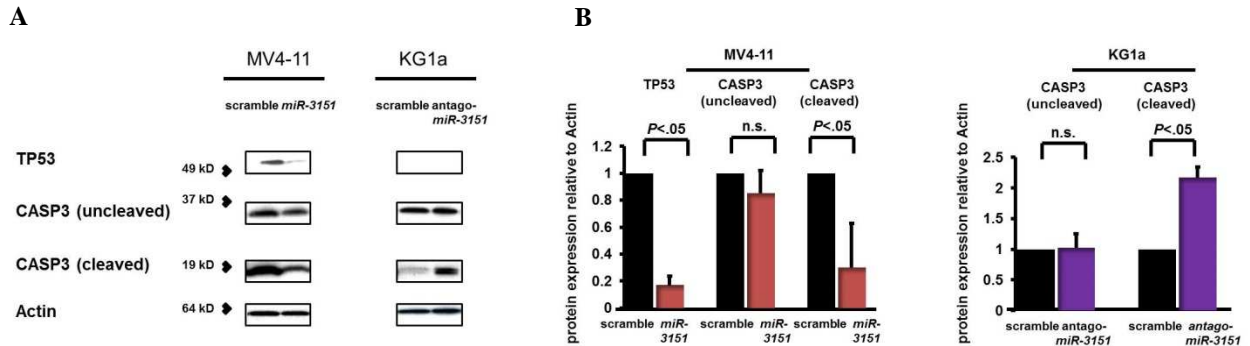 A
MV4-11 KG1a
scramble miR-3151 scramble antago-
miR-3151
TP53
49 kD
37 kD
CASP3 (uncleaved)
CASP3 (cleaved)
19 kD
64 kD
Actin
B
MV4-11
TP53 CASP3 CASP3
(uncleaved) (cleaved)
P<.05 n.s. P<.05
protein expression relative to Actin
1.2
1
0.8
0.6
0.4
0.2
0
scramble miR- scramble miR- scramble miR-
3151 3151 3151
KG1a
CASP3 CASP3
(uncleaved) (cleaved)
n.s. P<.05
protein expression relative to Actin
2.5
2
1.5
1
0.5
0
scramble antago- scramble antago-
miR-3151 miR-3151